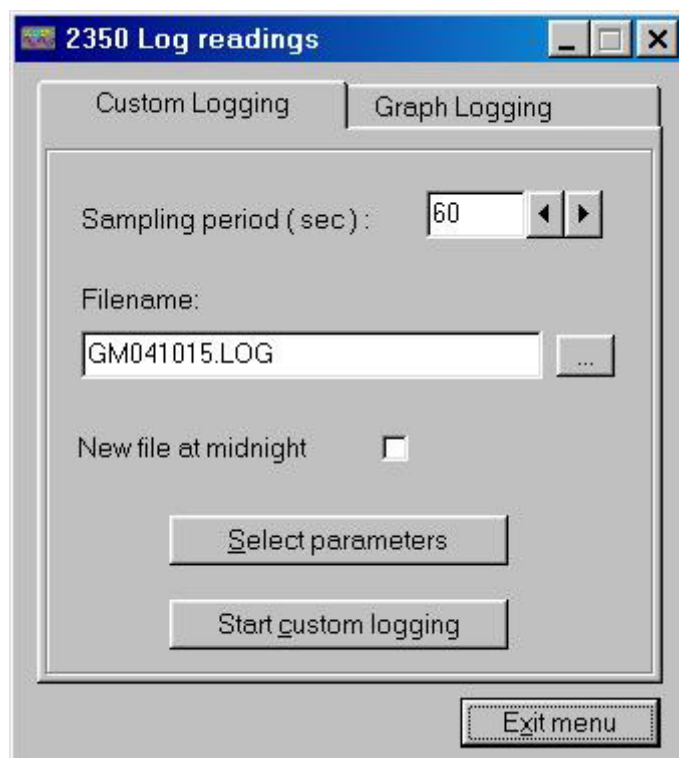 2350 Log readings
Custom Logging
Graph Logging
Sampling period ( sec ) :
60
Filename:
GM041015.LOG
...
New file at midnight
Select parameters
Start custom logging
Exit menu